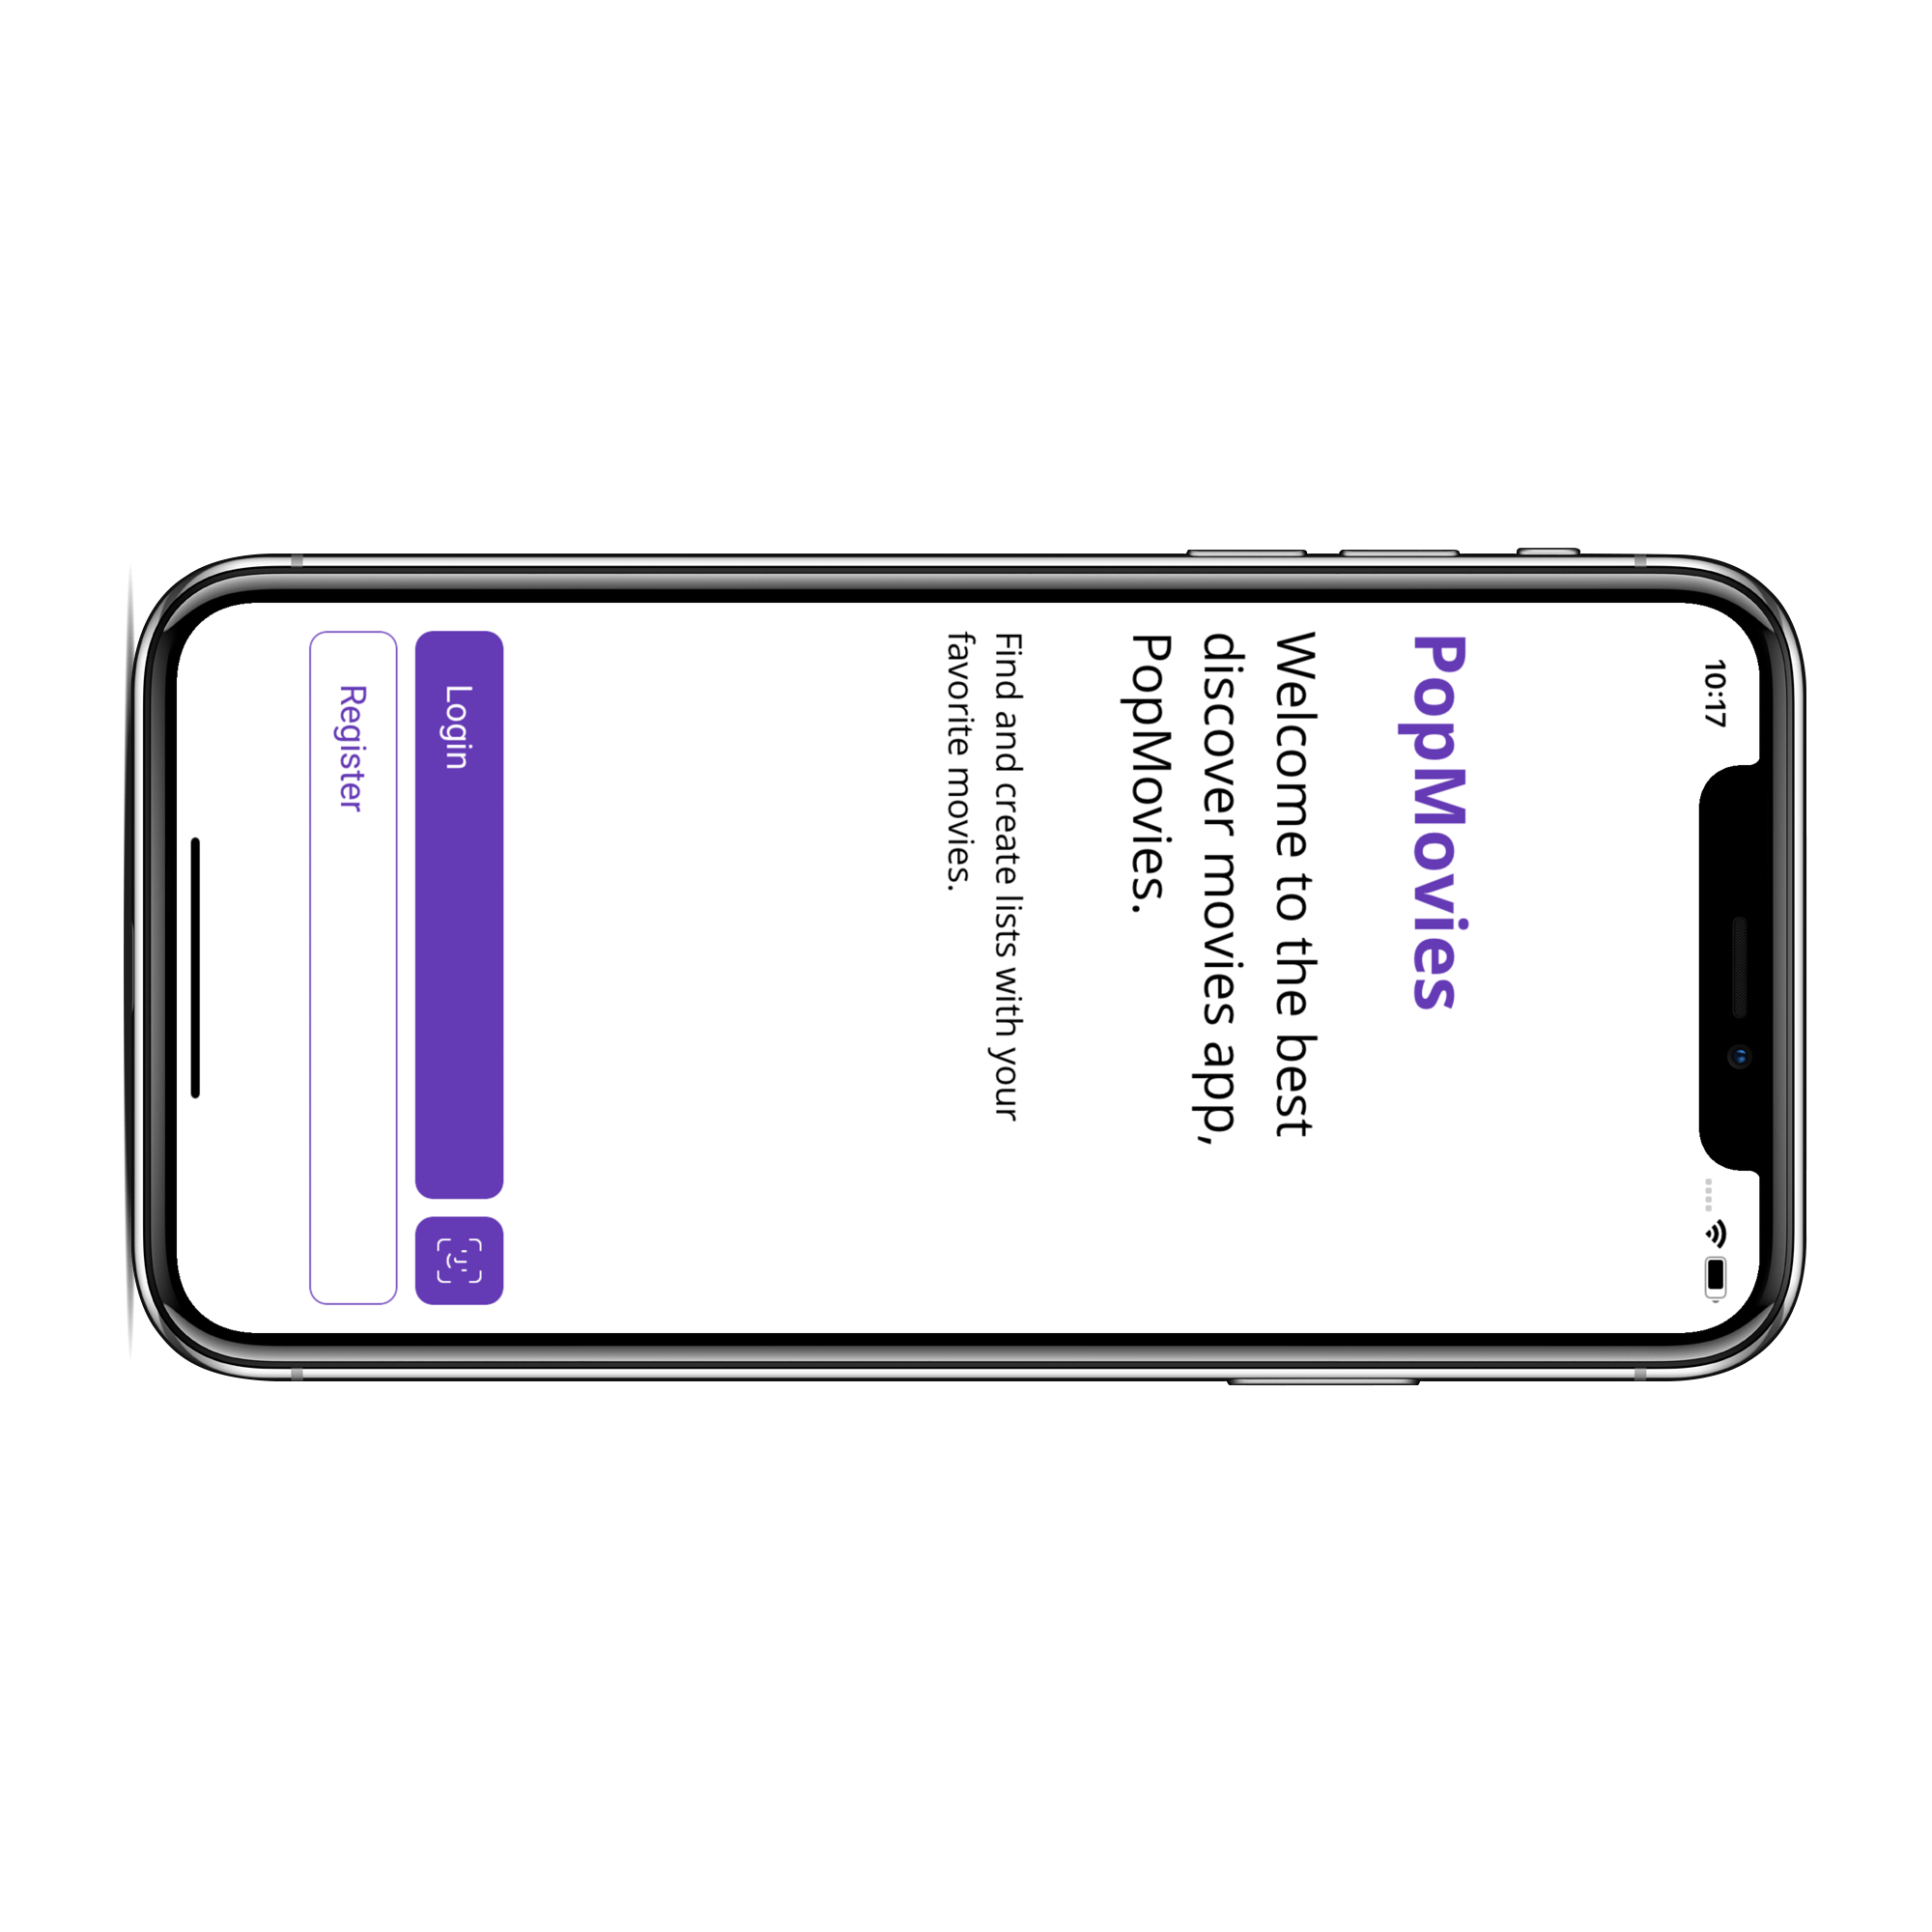 10:17
PopMovies
Welcome to the best
discover movies app,
PopMovies.
Find and create lists with your
favorite movies.
Login
Register